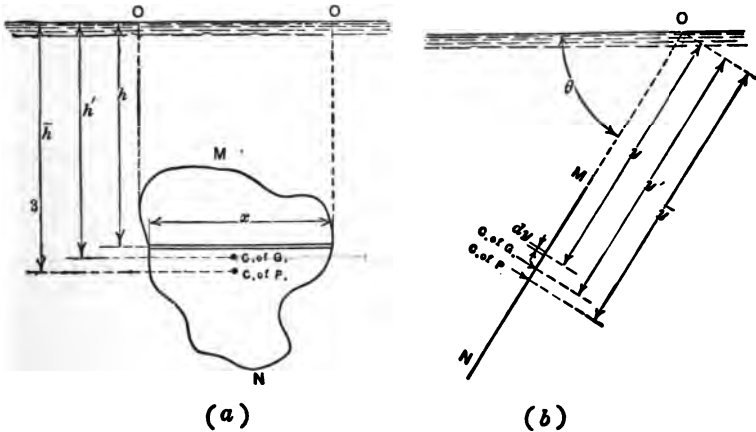 O O
h̄ h′ h
M
x
3
C. of G.
C. of P.
N
(a)
O
θ
M
y
y′
ȳ
dy
C. of G.
C. of P.
N
(b)